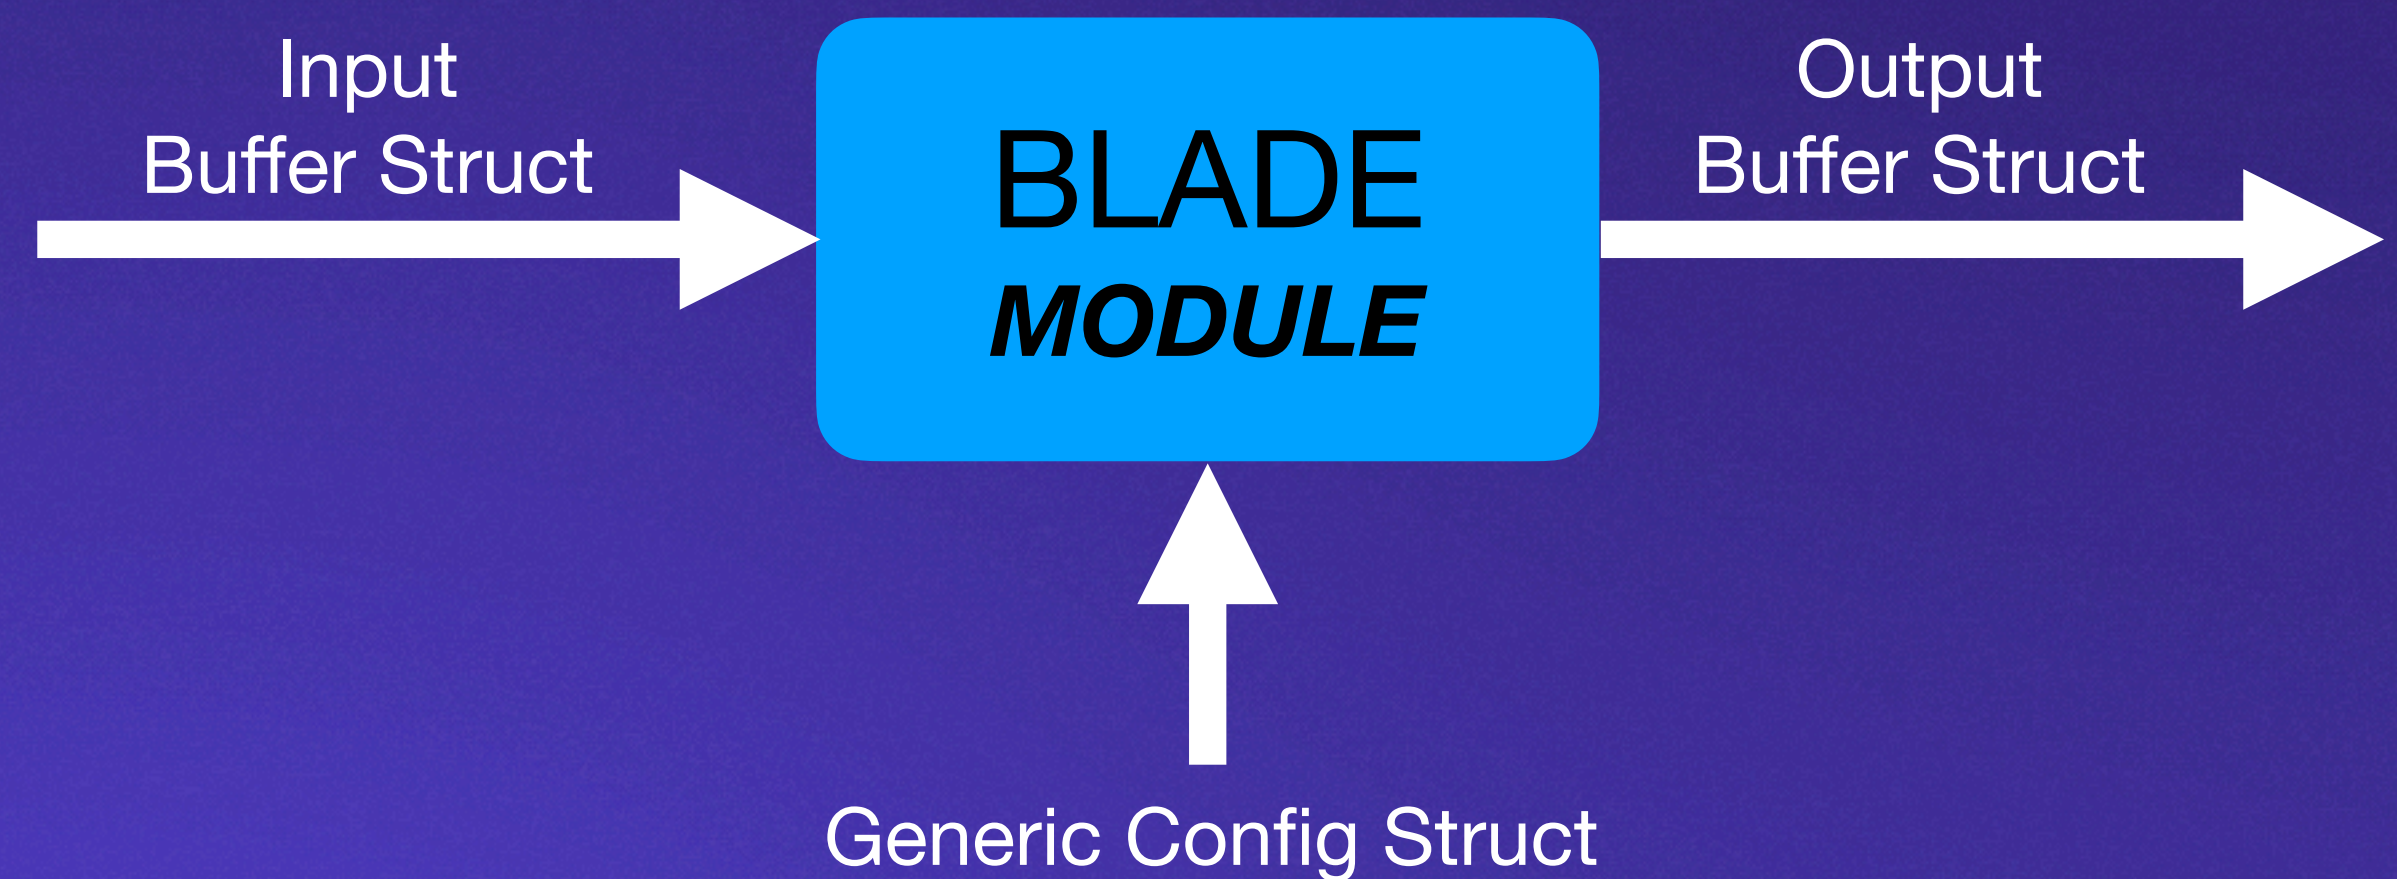 Input
Buffer Struct
BLADE
MODULE
Output
Buffer Struct
Generic Config Struct